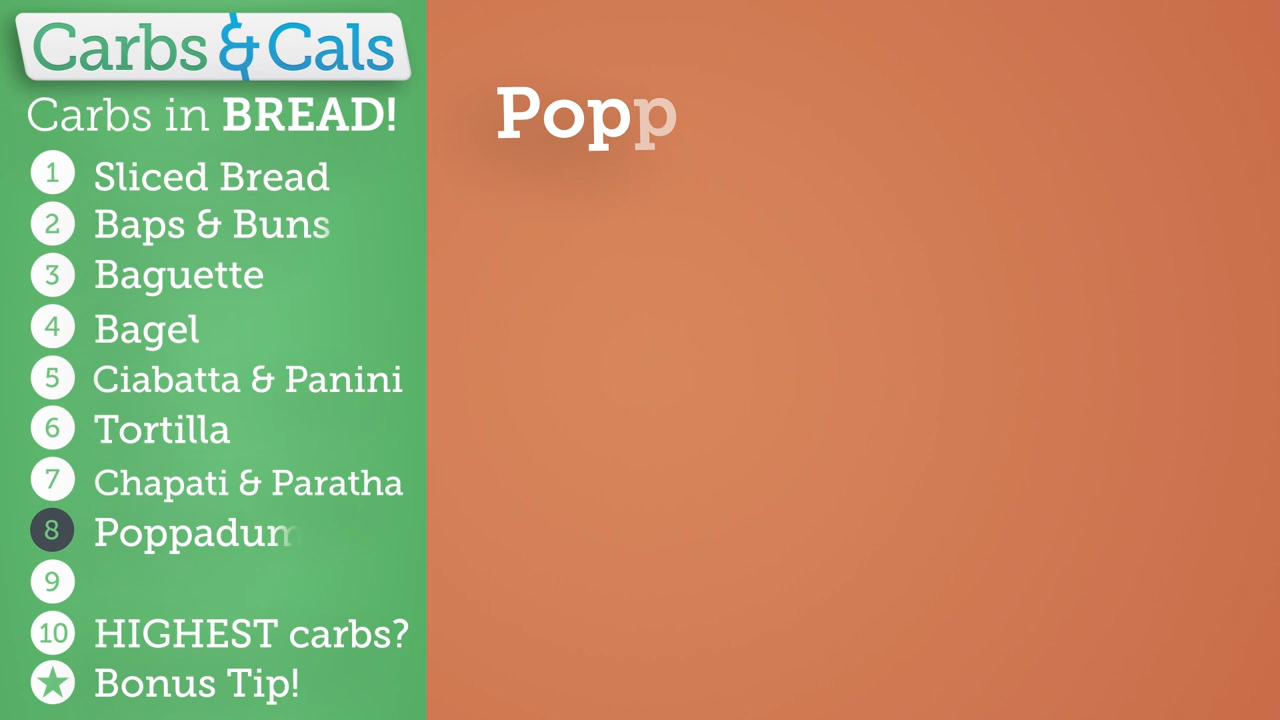 Carbs & Cals
Carbs in BREAD!
1 Sliced Bread
2 Baps & Buns
3 Baguette
4 Bagel
5 Ciabatta & Panini
6 Tortilla
7 Chapati & Paratha
8 Poppadum
9
10 HIGHEST carbs?
Bonus Tip!
Popp